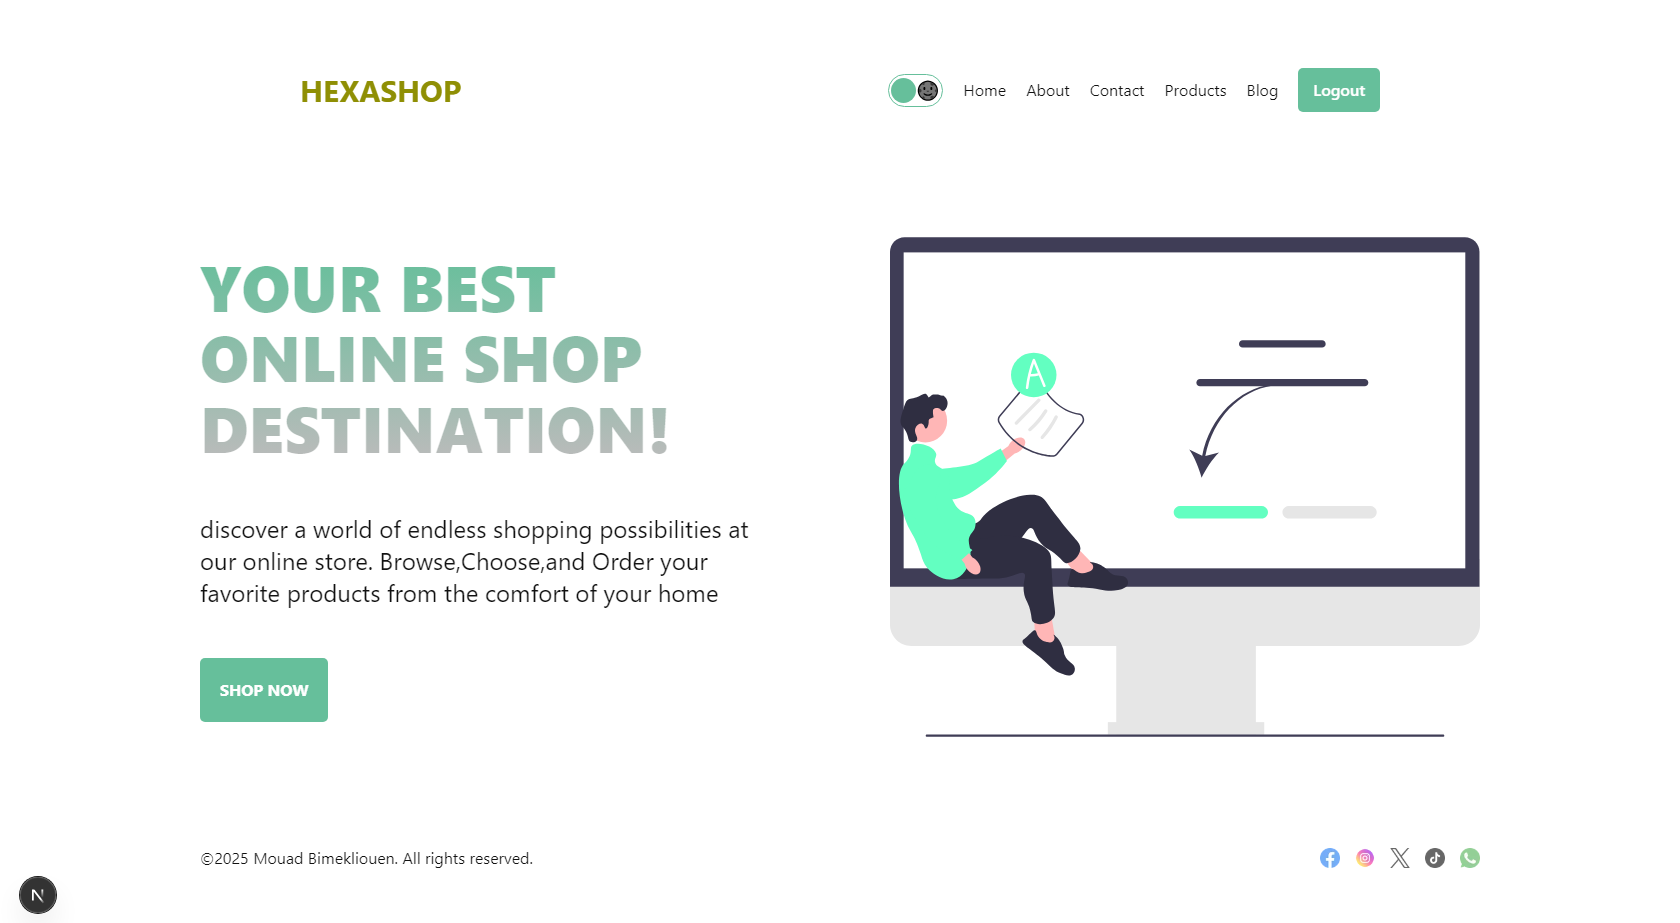 HEXASHOP
Home About Contact Products Blog Logout
YOUR BEST
ONLINE SHOP
DESTINATION!
A
discover a world of endless shopping possibilities at
our online store. Browse,Choose,and Order your
favorite products from the comfort of your home
SHOP NOW
©2025 Mouad Bimekliouen. All rights reserved.
N